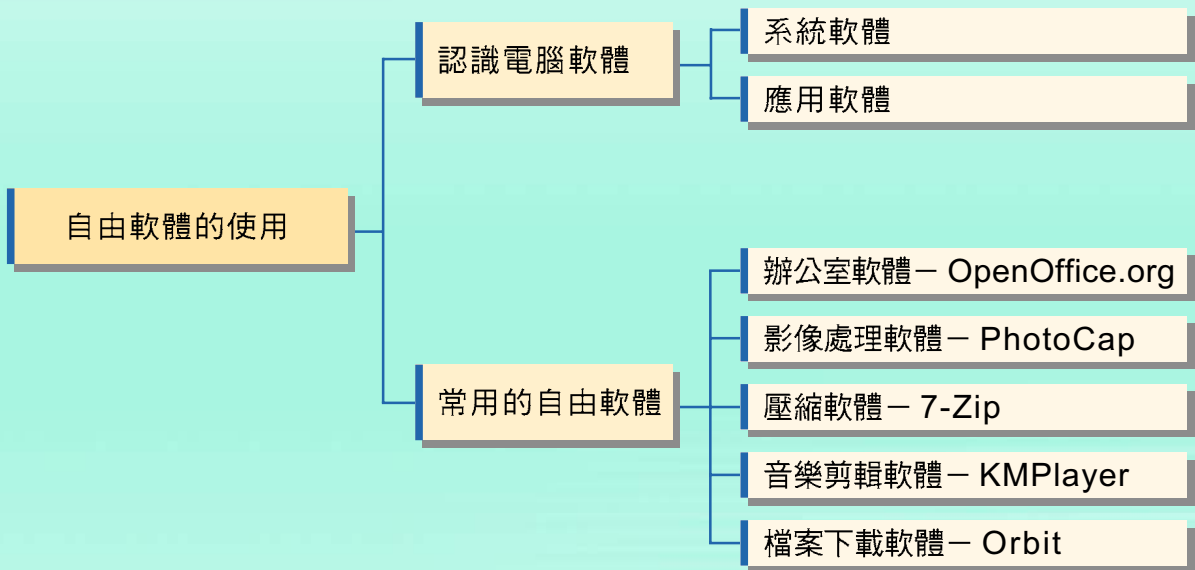 自由軟體的使用
認識電腦軟體
系統軟體
應用軟體
常用的自由軟體
辦公室軟體－ OpenOffice.org
影像處理軟體－ PhotoCap
壓縮軟體－ 7-Zip
音樂剪輯軟體－ KMPlayer
檔案下載軟體－ Orbit